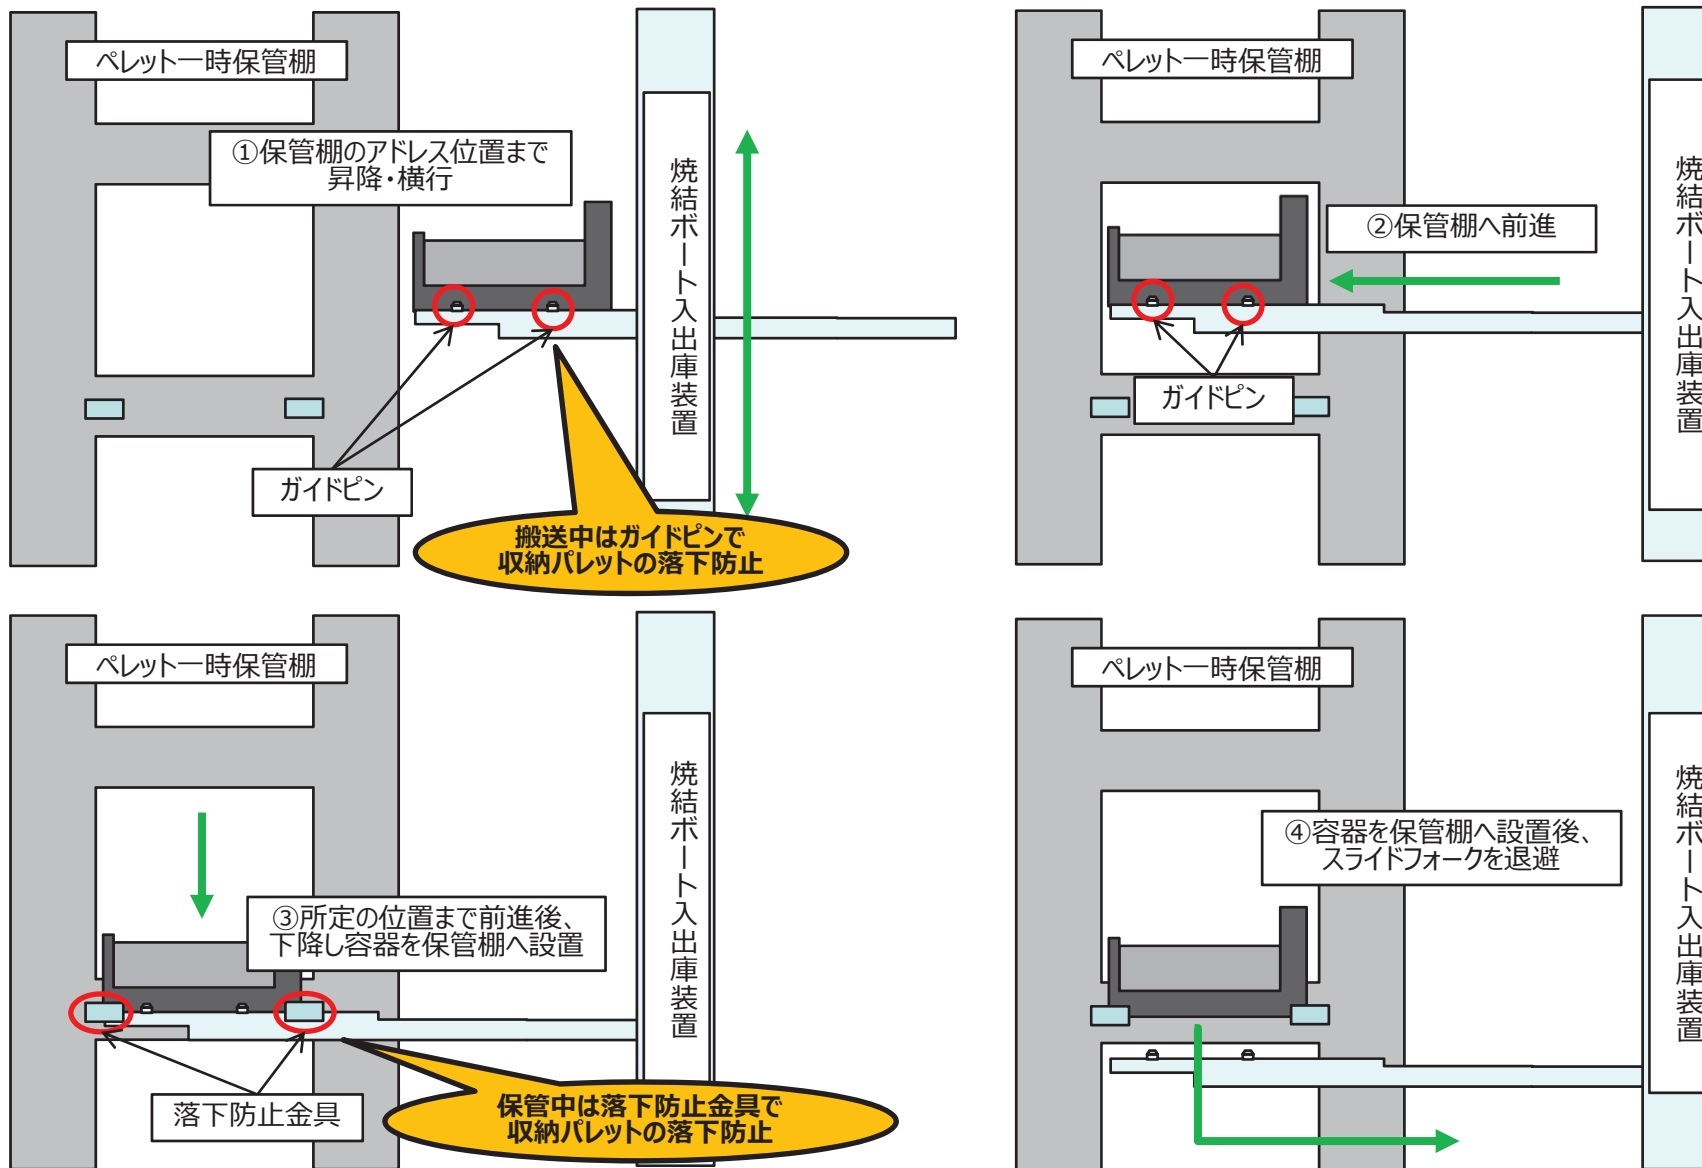 ペレット一時保管棚
①保管棚のアドレス位置まで
昇降・横行
焼結ボート入出庫装置
ガイドピン
搬送中はガイドピンで
収納パレットの落下防止
ペレット一時保管棚
②保管棚へ前進
焼結ボート入出庫装置
ガイドピン
ペレット一時保管棚
③所定の位置まで前進後、
下降し容器を保管棚へ設置
焼結ボート入出庫装置
落下防止金具
保管中は落下防止金具で
収納パレットの落下防止
ペレット一時保管棚
④容器を保管棚へ設置後、
スライドフォークを退避
焼結ボート入出庫装置